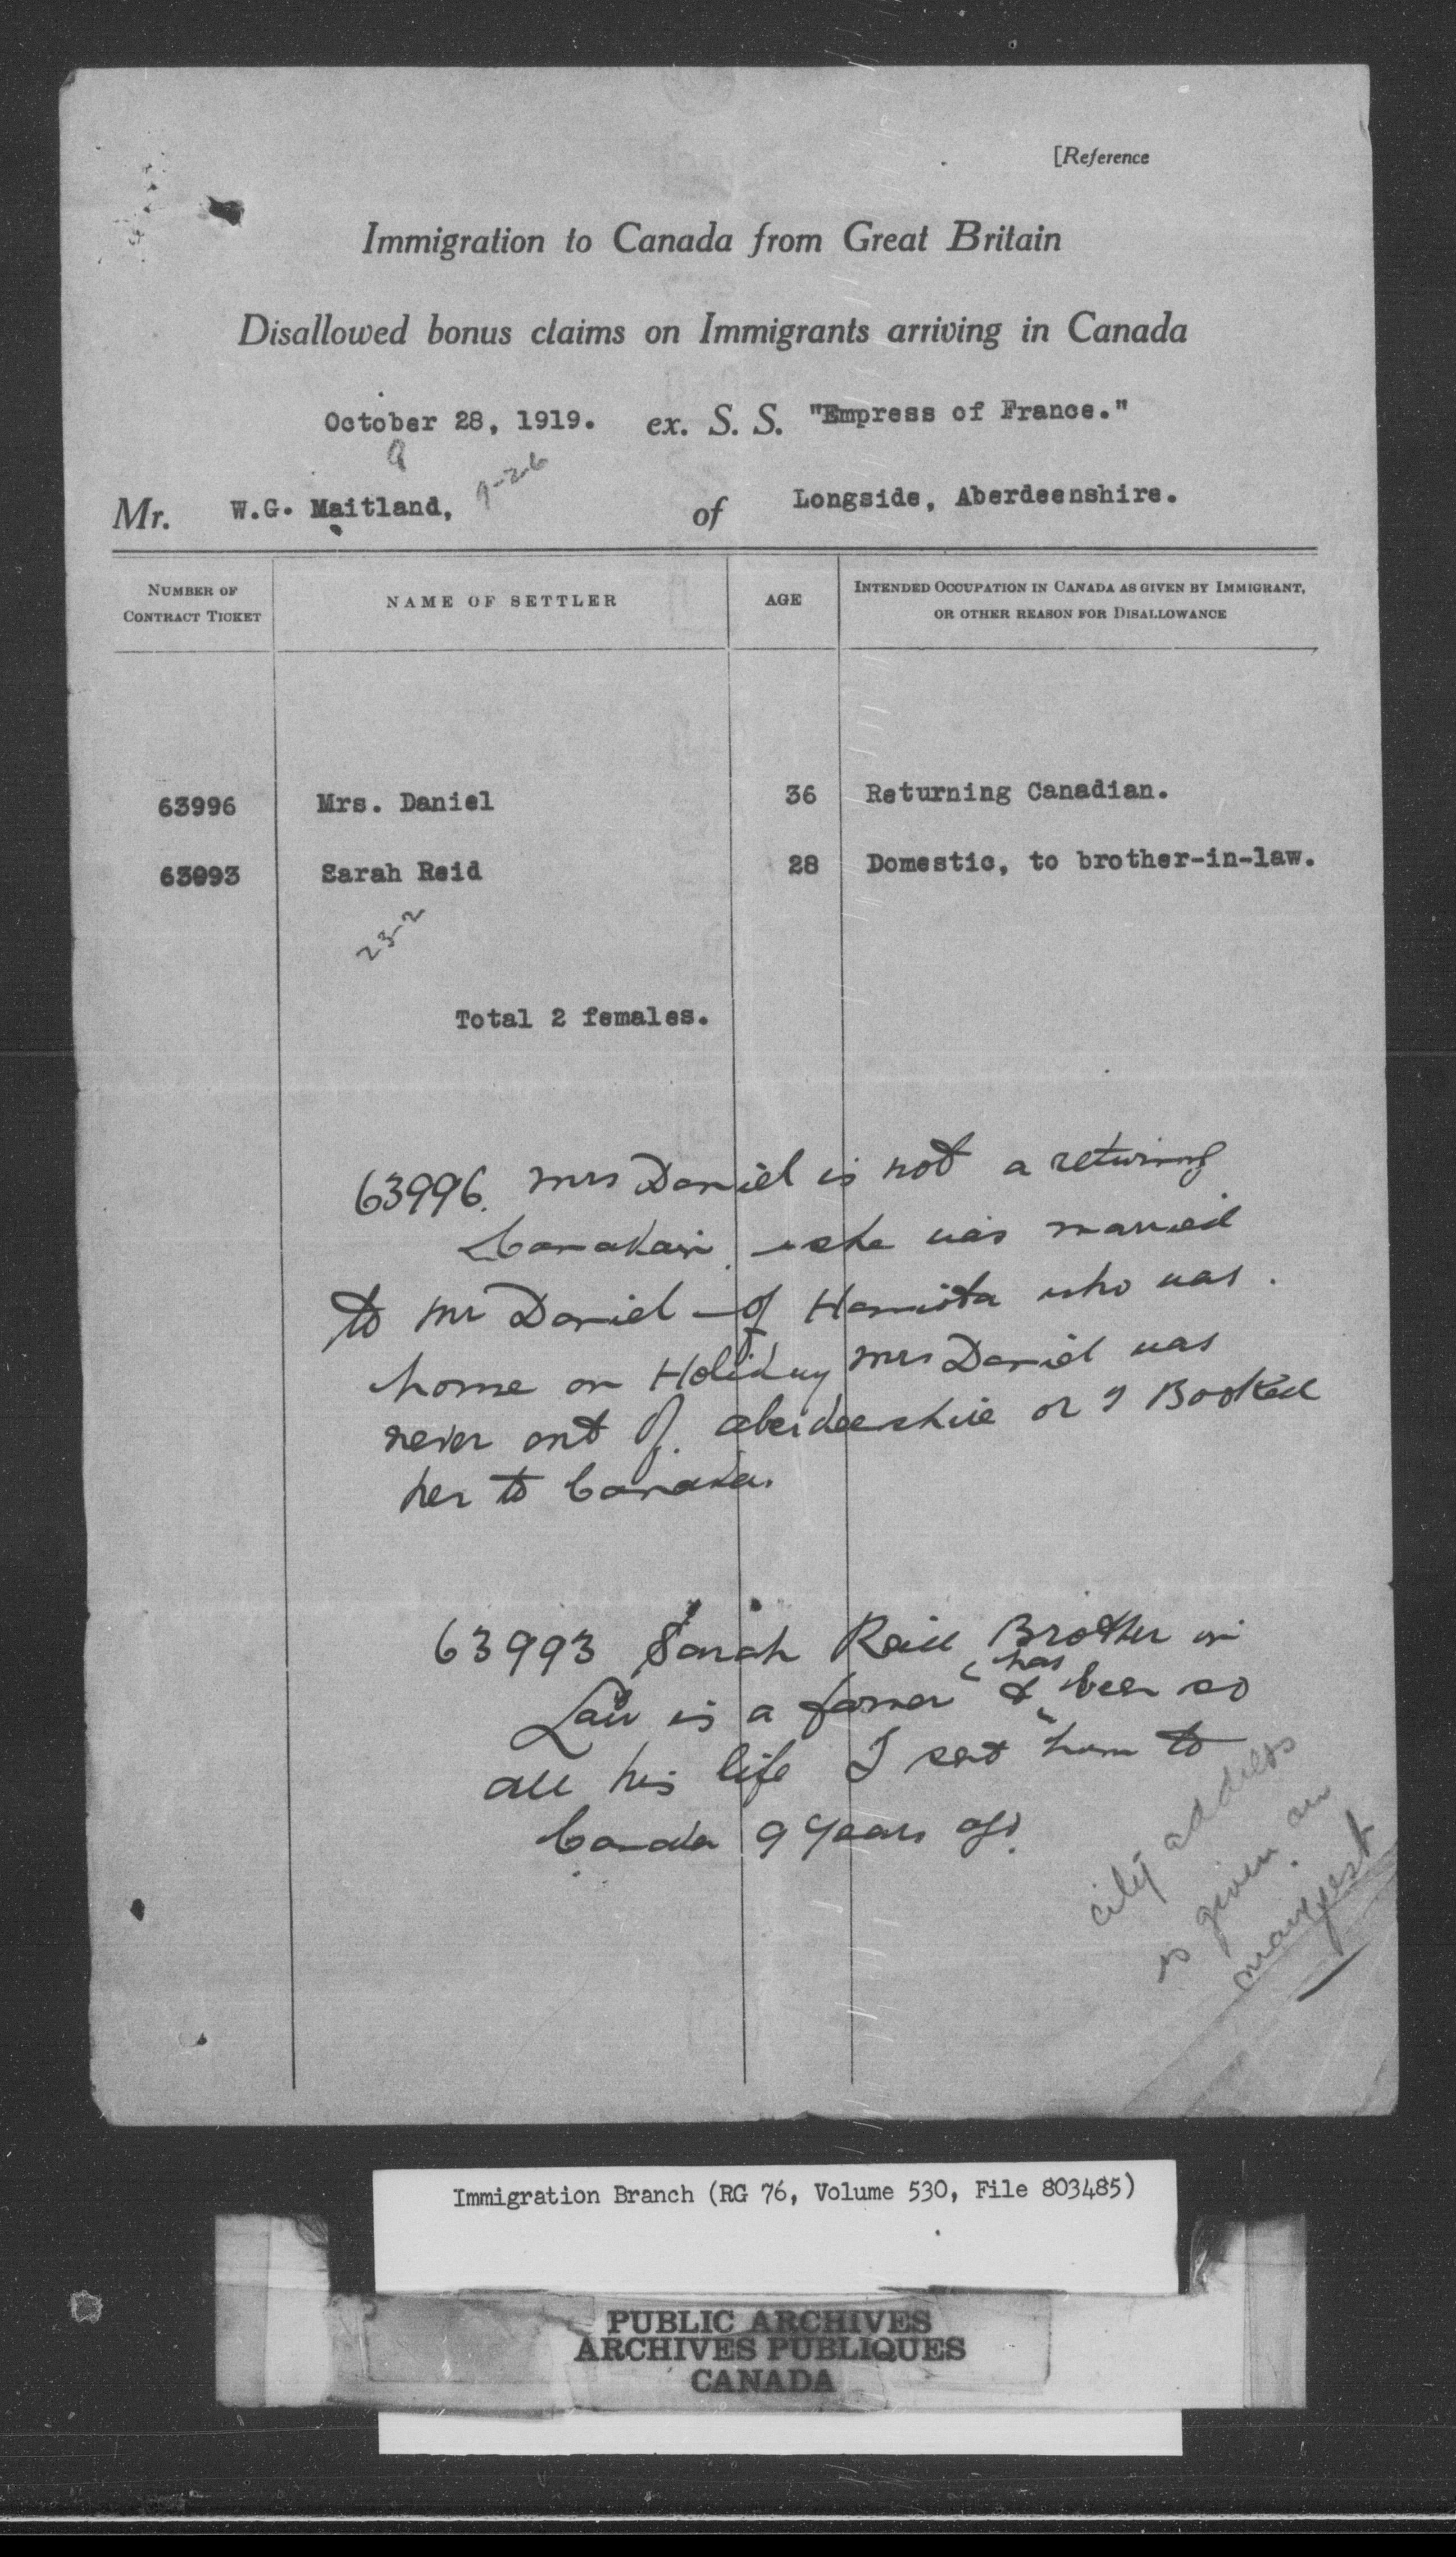 [Reference
Immigration to Canada from Great Britain
Disallowed bonus claims on Immigrants arriving in Canada
October 28, 1919. ex. S. S. "Empress of France."
9
9-26
Mr. W.G. Maitland, of Longside, Aberdeenshire.
NUMBER OF CONTRACT TICKET NAME OF SETTLER AGE INTENDED OCCUPATION IN CANADA AS GIVEN BY IMMIGRANT, OR OTHER REASON FOR DISALLOWANCE
63996 Mrs. Daniel 36 Returning Canadian.
63093 Sarah Reid 28 Domestic, to brother-in-law.
23-2
Total 2 females.
63996. Mrs Daniel is not a returning
Canadain she was married
to Mr Daniel of Hamiota who was
home on Holiday Mrs Daniel was
never out of aberdeeshire or I Booked
her to Canada.
63993 Sarah Reid Brother in
Law is a farmer & has been so
all his life I sent him to
Canada 9 years ago.
city address
is given on
manifest
Immigration Branch (RG 76, Volume 530, File 803485)
PUBLIC ARCHIVES
ARCHIVES PUBLIQUES
CANADA